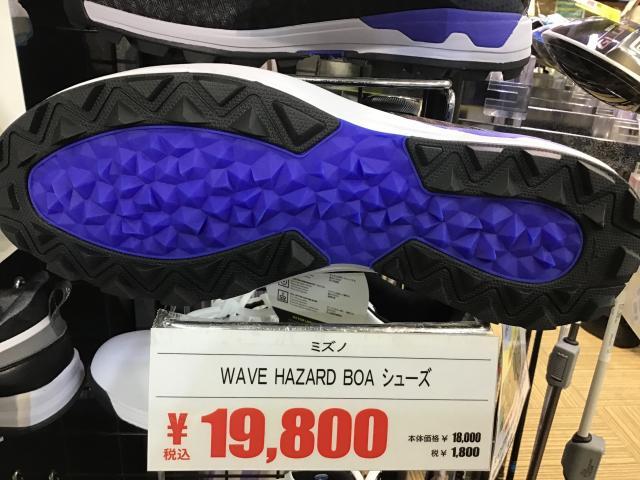 ミズノ
WAVE HAZARD BOA シューズ
¥ 税込 19,800
本体価格 ¥ 18,000
税 ¥ 1,800